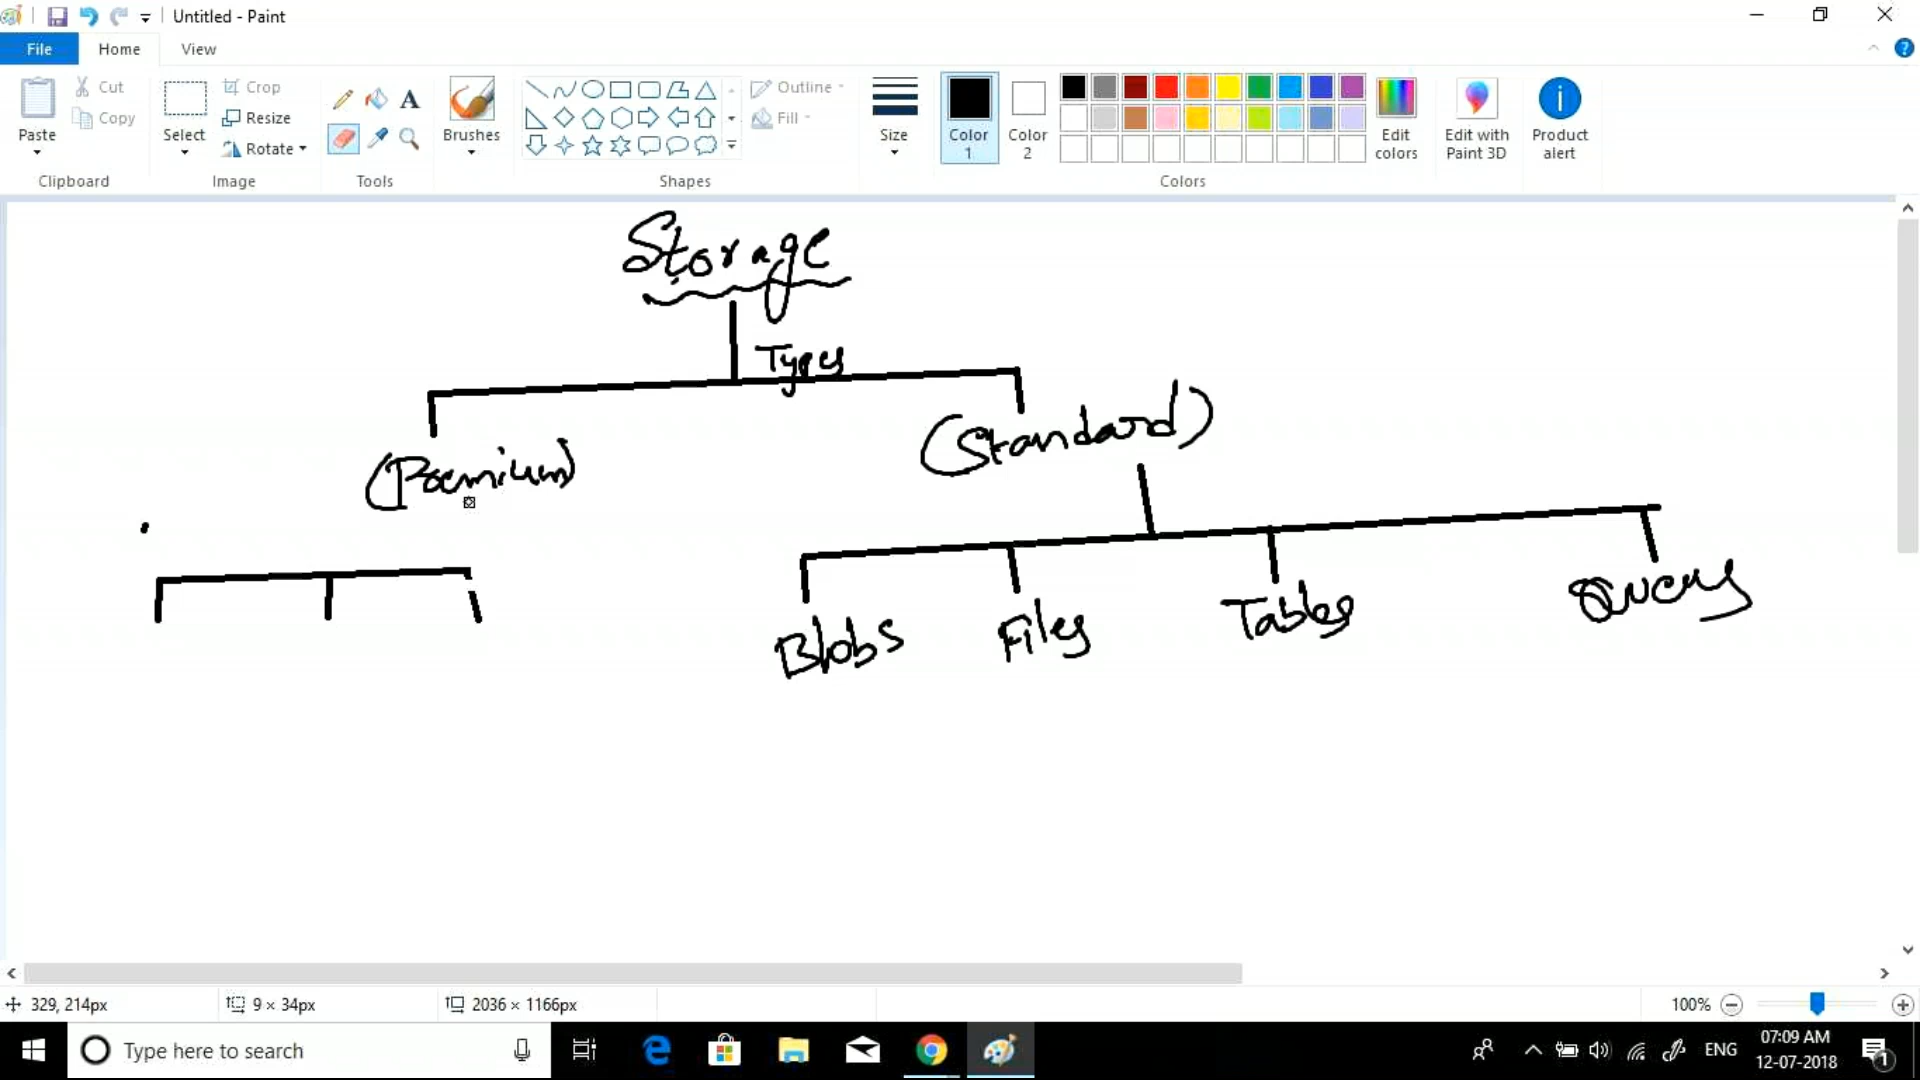 Untitled - Paint
File Home View
Paste
Cut
Copy
Clipboard
Select
Crop
Resize
Rotate
Image
Tools
Brushes
Shapes
Outline
Fill
Size
Color 1
Color 2
Edit colors
Colors
Edit with Paint 3D
Product alert
Storage
Types
(Premium)
(Standard)
Blobs Files Tables
329, 214px
9 × 34px
2036 × 1166px
100%
Type here to search
ENG
07:09 AM
12-07-2018
1